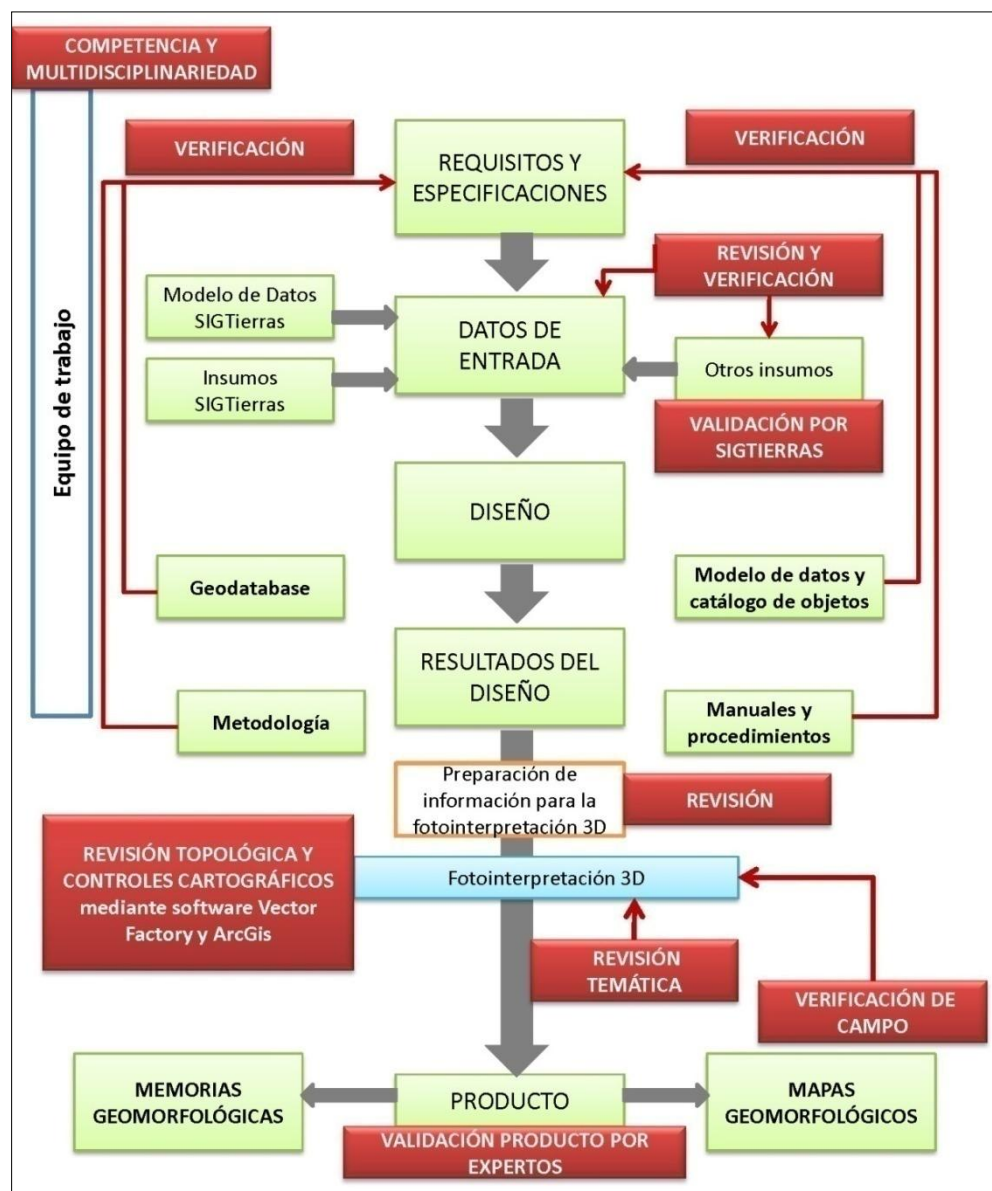 COMPETENCIA Y
MULTIDISCIPLINARIEDAD
Equipo de trabajo
VERIFICACIÓN
REQUISITOS Y
ESPECIFICACIONES
VERIFICACIÓN
REVISIÓN Y
VERIFICACIÓN
Modelo de Datos
SIGTierras
DATOS DE
ENTRADA
Insumos
SIGTierras
Otros insumos
VALIDACIÓN POR
SIGTIERRAS
DISEÑO
Geodatabase
Modelo de datos y
catálogo de objetos
RESULTADOS DEL
DISEÑO
Metodología
Manuales y
procedimientos
Preparación de
información para la
fotointerpretación 3D
REVISIÓN
REVISIÓN TOPOLÓGICA Y
CONTROLES CARTOGRÁFICOS
mediante software Vector
Factory y ArcGis
Fotointerpretación 3D
REVISIÓN
TEMÁTICA
VERIFICACIÓN DE
CAMPO
MEMORIAS
GEOMORFOLÓGICAS
PRODUCTO
MAPAS
GEOMORFOLÓGICOS
VALIDACIÓN PRODUCTO POR
EXPERTOS